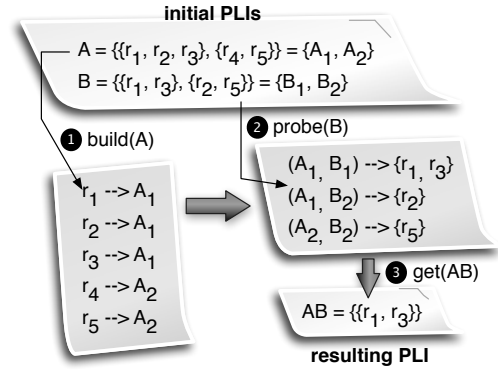 initial PLIs
A = {{r1, r2, r3}, {r4, r5}} = {A1, A2}
B = {{r1, r3}, {r2, r5}} = {B1, B2}
1 build(A)
2 probe(B)
r1 --> A1
r2 --> A1
r3 --> A1
r4 --> A2
r5 --> A2
(A1, B1) --> {r1, r3}
(A1, B2) --> {r2}
(A2, B2) --> {r5}
3 get(AB)
AB = {{r1, r3}}
resulting PLI